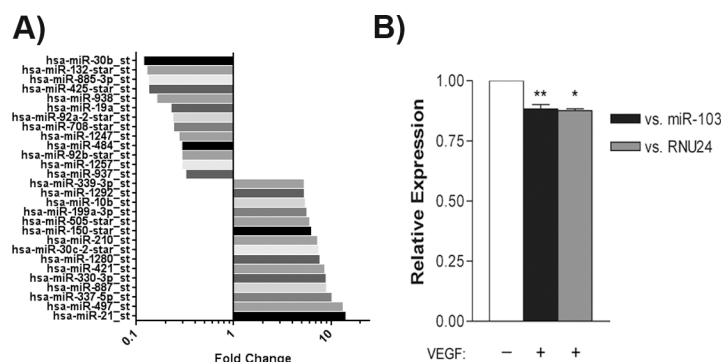 A)
hsa-miR-30b_st
hsa-miR-132-star_st
hsa-miR-885-3p_st
hsa-miR-425-star_st
hsa-miR-938_st
hsa-miR-19a_st
hsa-miR-92a-2-star_st
hsa-miR-708-star_st
hsa-miR-1247_st
hsa-miR-484_st
hsa-miR-92b-star_st
hsa-miR-1257_st
hsa-miR-937_st
hsa-miR-339-3p_st
hsa-miR-1292_st
hsa-miR-10b_st
hsa-miR-199a-3p_st
hsa-miR-505-star_st
hsa-miR-150-star_st
hsa-miR-210_st
hsa-miR-30c-2-star_st
hsa-miR-1280_st
hsa-miR-421_st
hsa-miR-330-3p_st
hsa-miR-887_st
hsa-miR-337-5p_st
hsa-miR-497_st
hsa-miR-21_st
0.1 1 10
Fold Change
B)
Relative Expression
1.00
0.75
0.50
0.25
0.00
** *
vs. miR-103
vs. RNU24
VEGF: – + +